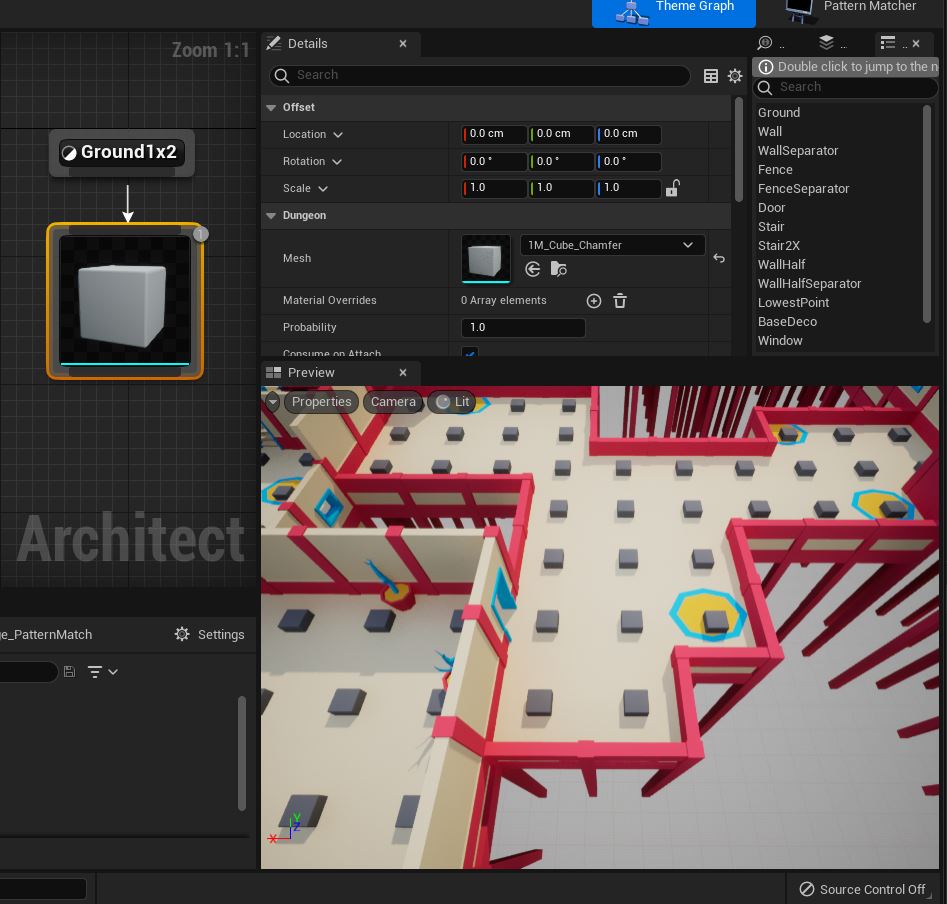 Theme Graph
Pattern Matcher
Zoom 1:1
Ground1x2
1
Architect
ge_PatternMatch
Settings
Details
Search
Offset
Location
0.0 cm 0.0 cm 0.0 cm
Rotation
0.0 ° 0.0 ° 0.0 °
Scale
1.0 1.0 1.0
Dungeon
Mesh
1M_Cube_Chamfer
Material Overrides
0 Array elements
Probability
1.0
Consume on Attach
Preview
Properties
Camera
Lit
X
Y
Z
..
..
..
Double click to jump to the n
Search
Ground
Wall
WallSeparator
Fence
FenceSeparator
Door
Stair
Stair2X
WallHalf
WallHalfSeparator
LowestPoint
BaseDeco
Window
Source Control Off